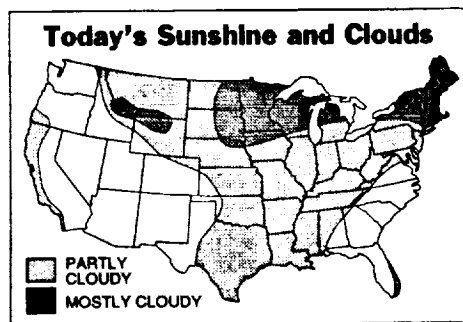 Today's Sunshine and Clouds
PARTLY
CLOUDY
MOSTLY CLOUDY